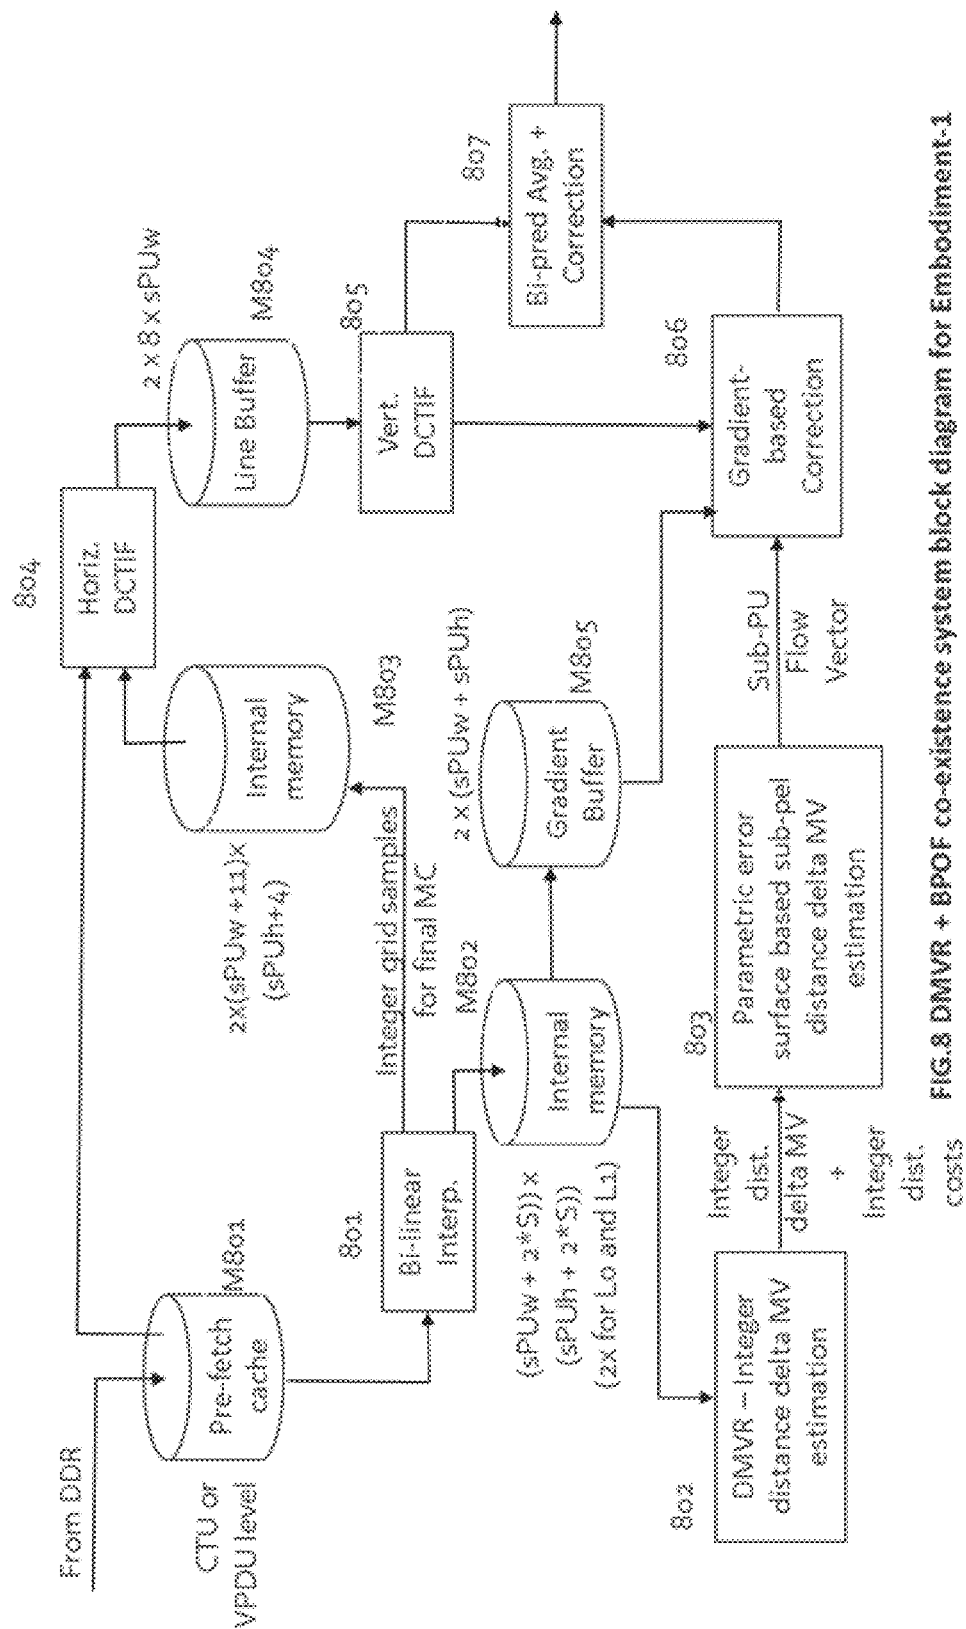 From DDR
CTU or
VPDU level
Pre-fetch
cache
M801
801
Bi-linear
Interp.
Integer grid samples
for final MC
M802
Internal
memory
(sPUw + 2*S)) x
(sPUh + 2*S))
(2x for L0 and L1)
2x(sPUw +11)x
(sPUh+4)
Internal
memory
M803
804
Horiz.
DCTIF
2 x 8 x sPUw
Line Buffer
M804
805
Vert.
DCTIF
807
Bi-pred Avg. +
Correction
2 x (sPUw + sPUh)
Gradient
Buffer
M805
806
Gradient-
based
Correction
802
DMVR – Integer
distance delta MV
estimation
Integer
dist.
delta MV
+
Integer
dist.
costs
803
Parametric error
surface based sub-pel
distance delta MV
estimation
Sub-PU
Flow
Vector
FIG.8 DMVR + BPOF co-existence system block diagram for Embodiment-1